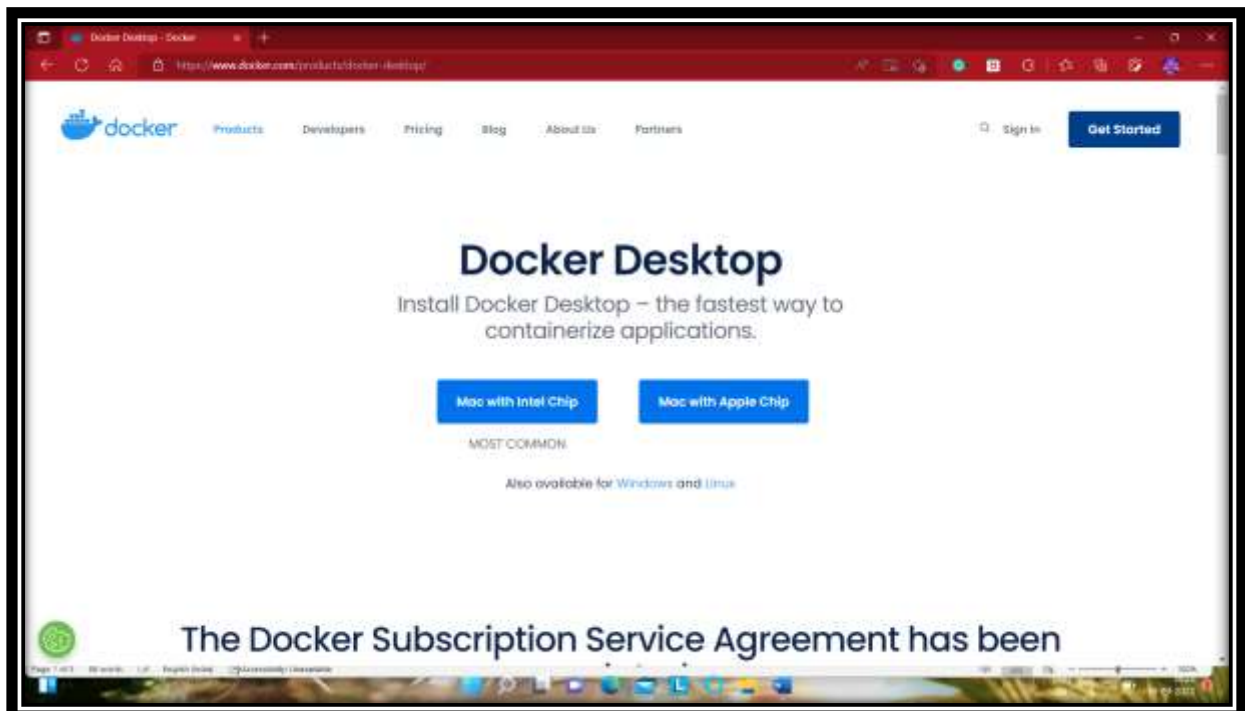 Docker Desktop - Docker
https://www.docker.com/products/docker-desktop/
docker Products Developers Pricing Blog About Us Partners Sign In Get Started
Docker Desktop
Install Docker Desktop – the fastest way to
containerize applications.
Mac with Intel Chip Mac with Apple Chip
MOST COMMON
Also available for Windows and Linux
The Docker Subscription Service Agreement has been